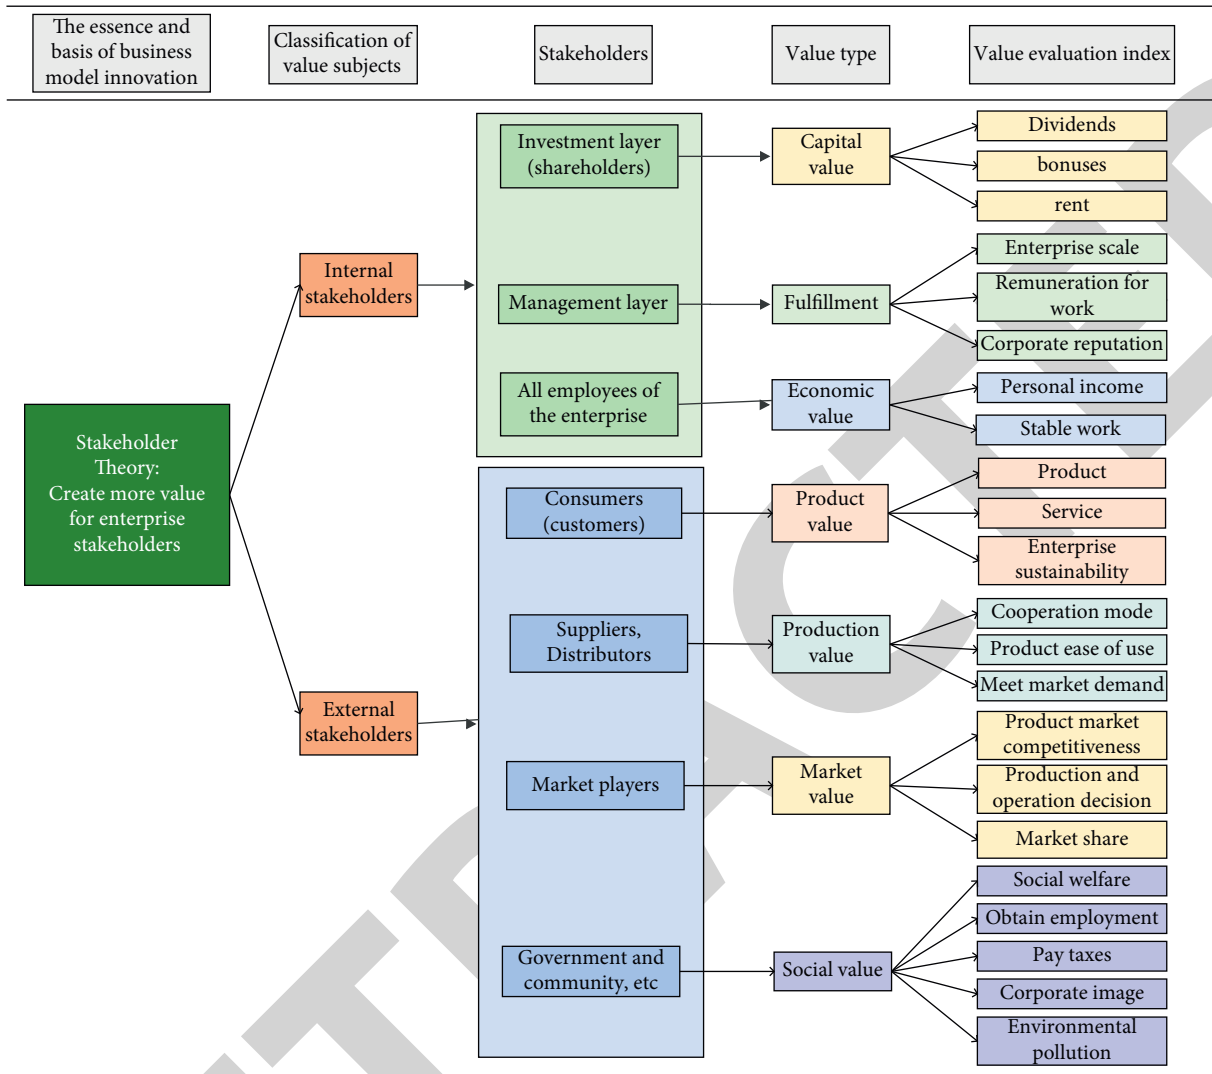 The essence and
basis of business
model innovation
Classification of
value subjects
Stakeholders
Value type
Value evaluation index
Stakeholder
Theory:
Create more value
for enterprise
stakeholders
Internal
stakeholders
External
stakeholders
Investment layer
(shareholders)
Management layer
All employees of
the enterprise
Consumers
(customers)
Suppliers,
Distributors
Market players
Government and
community, etc
Capital
value
Fulfillment
Economic
value
Product
value
Production
value
Market
value
Social value
Dividends
bonuses
rent
Enterprise scale
Remuneration for
work
Corporate reputation
Personal income
Stable work
Product
Service
Enterprise
sustainability
Cooperation mode
Product ease of use
Meet market demand
Product market
competitiveness
Production and
operation decision
Market share
Social welfare
Obtain employment
Pay taxes
Corporate image
Environmental
pollution